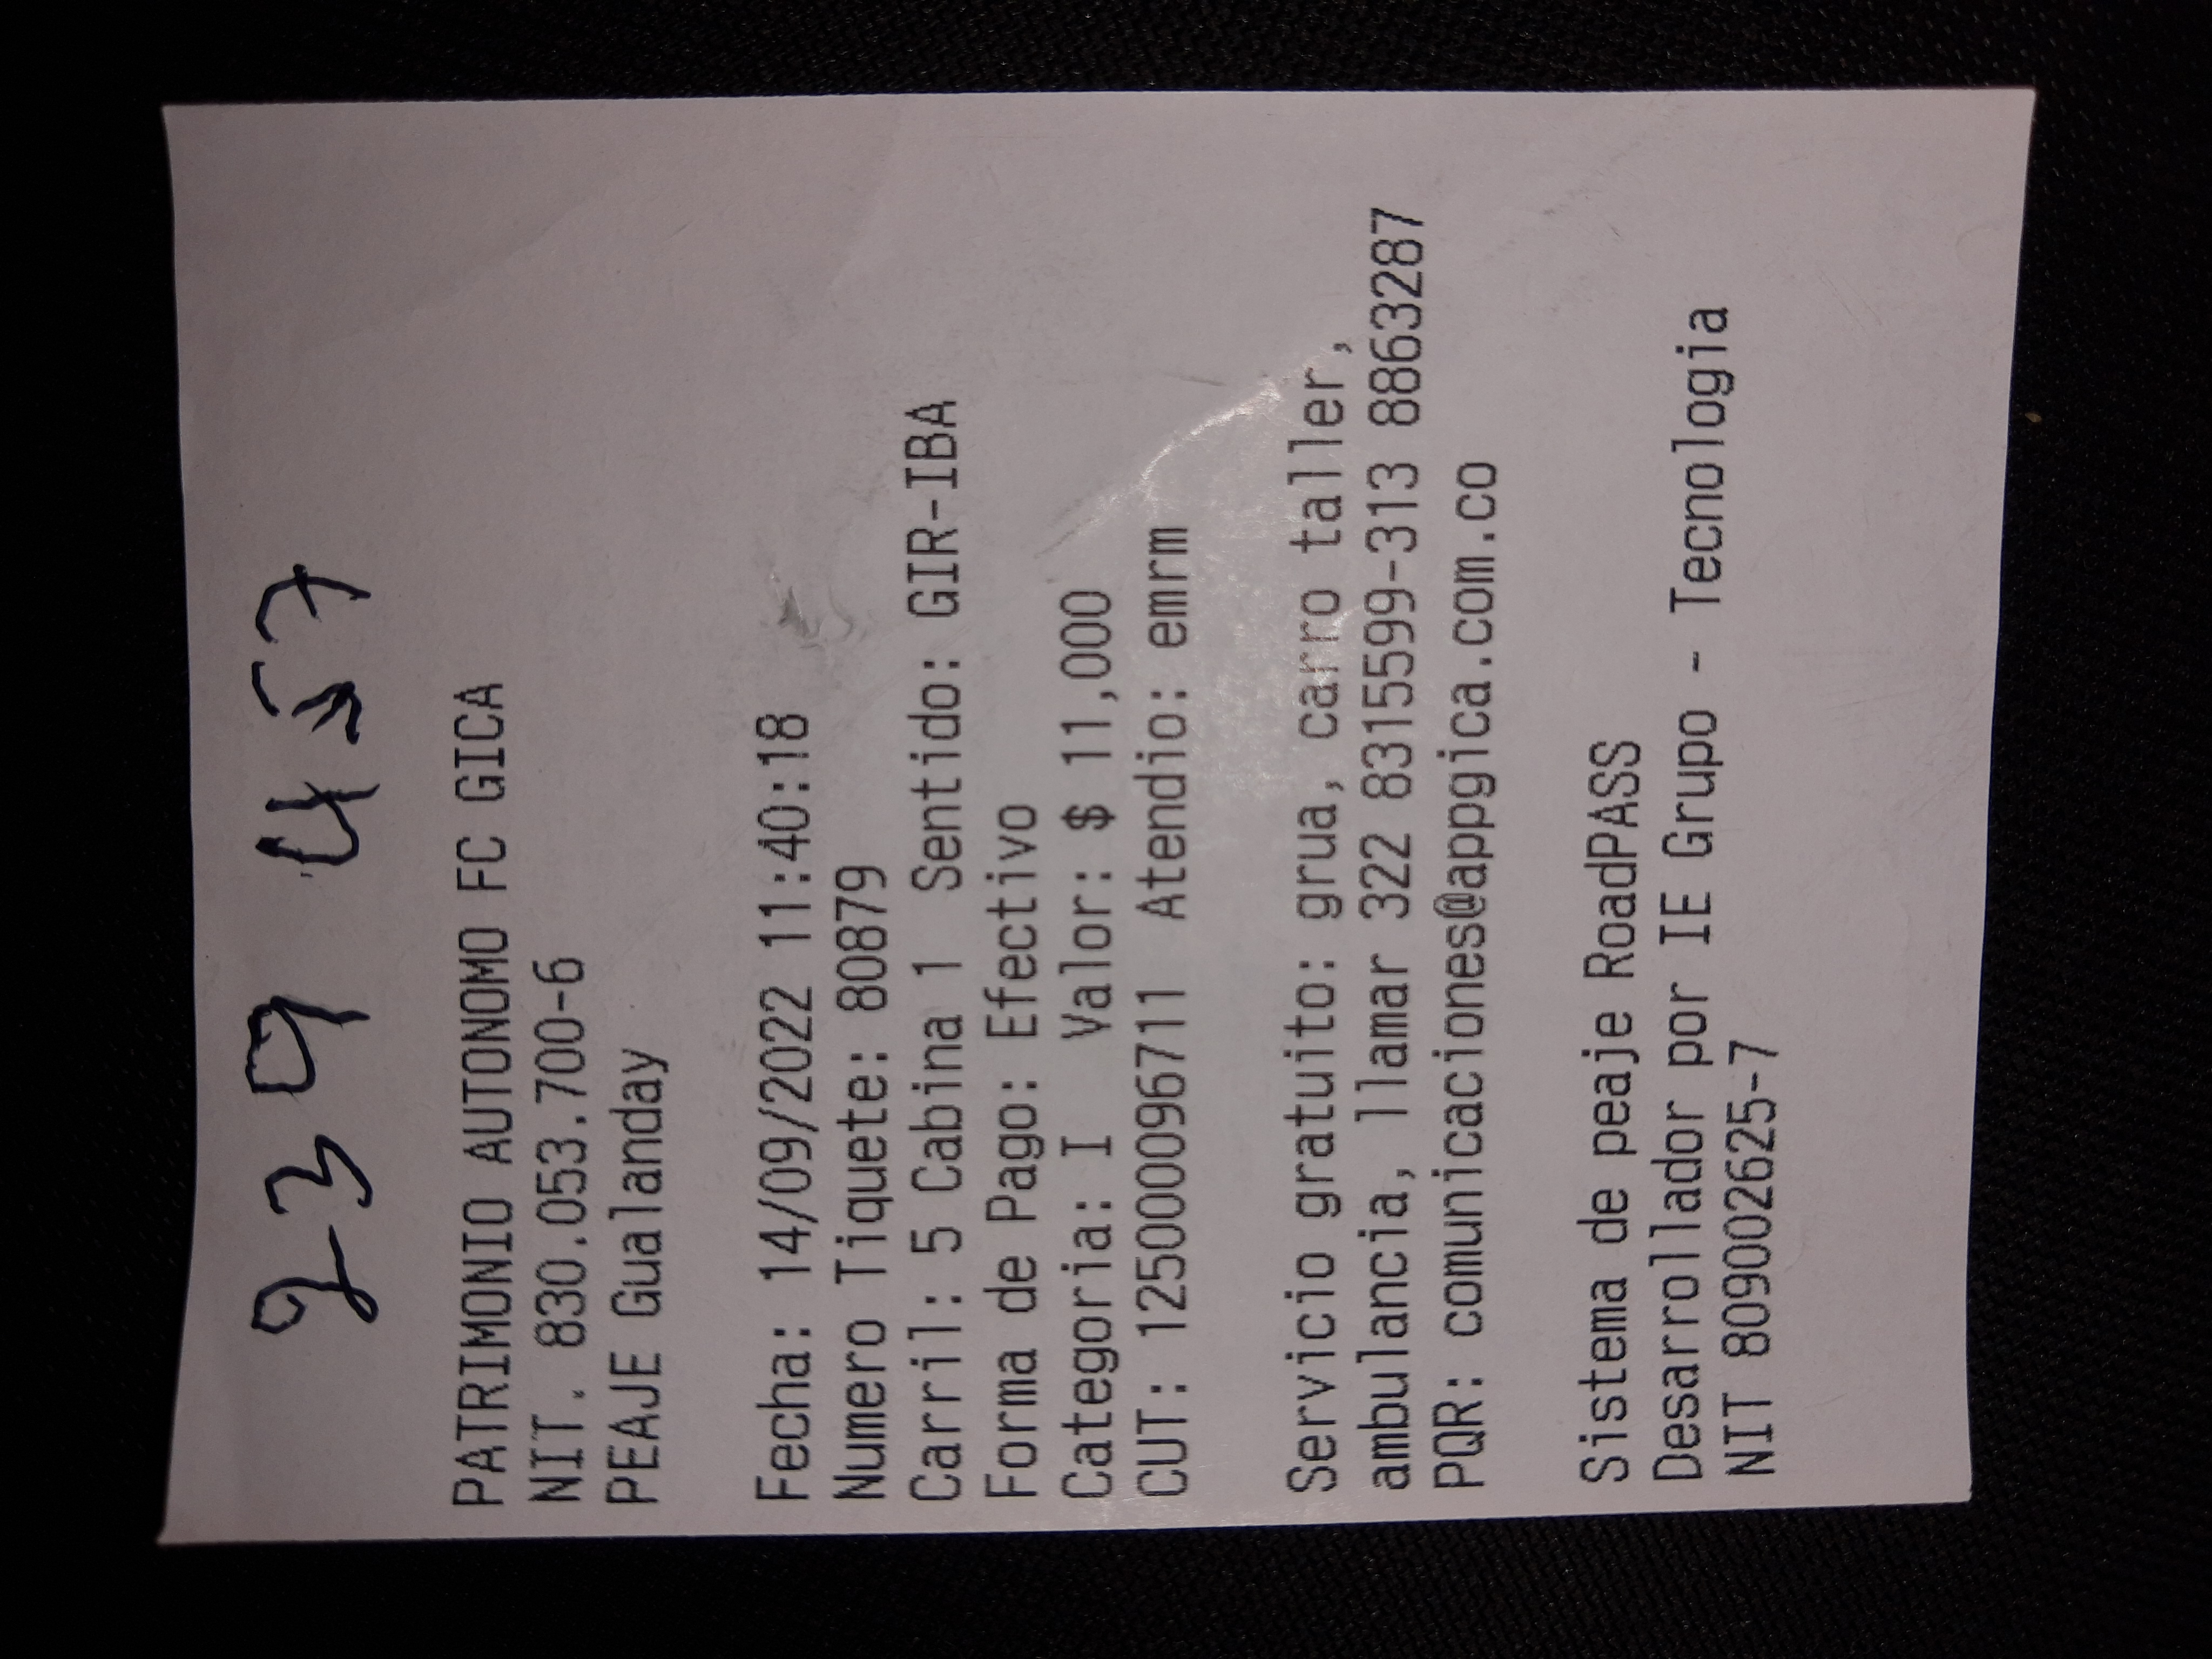 239 457
PATRIMONIO AUTONOMO FC GICA
NIT. 830.053.700-6
PEAJE Gualanday
Fecha: 14/09/2022 11:40:18
Numero Tiquete: 80879
Carril: 5 Cabina 1 Sentido: GIR-IBA
Forma de Pago: Efectivo
Categoria: I Valor: $ 11,000
CUT: 12500096711 Atendio: emrm
Servicio gratuito: grua, carro taller,
ambulancia, llamar 322 8315599-313 8863287
PQR: comunicaciones@appgica.com.co
Sistema de peaje RoadPASS
Desarrollador por IE Grupo - Tecnologia
NIT 809002625-7